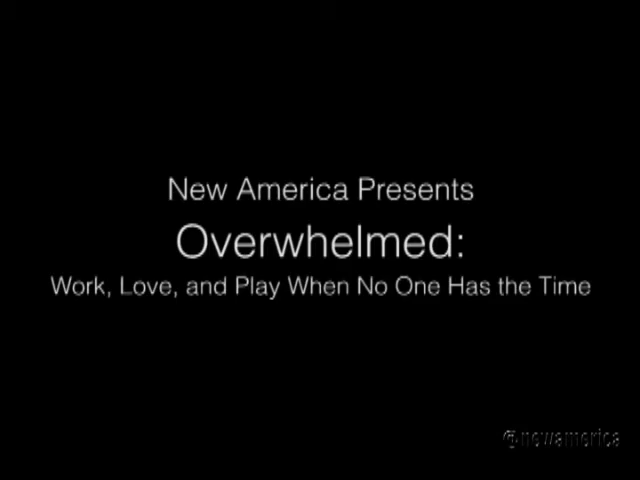 New America Presents
Overwhelmed:
Work, Love, and Play When No One Has the Time
@newamerica